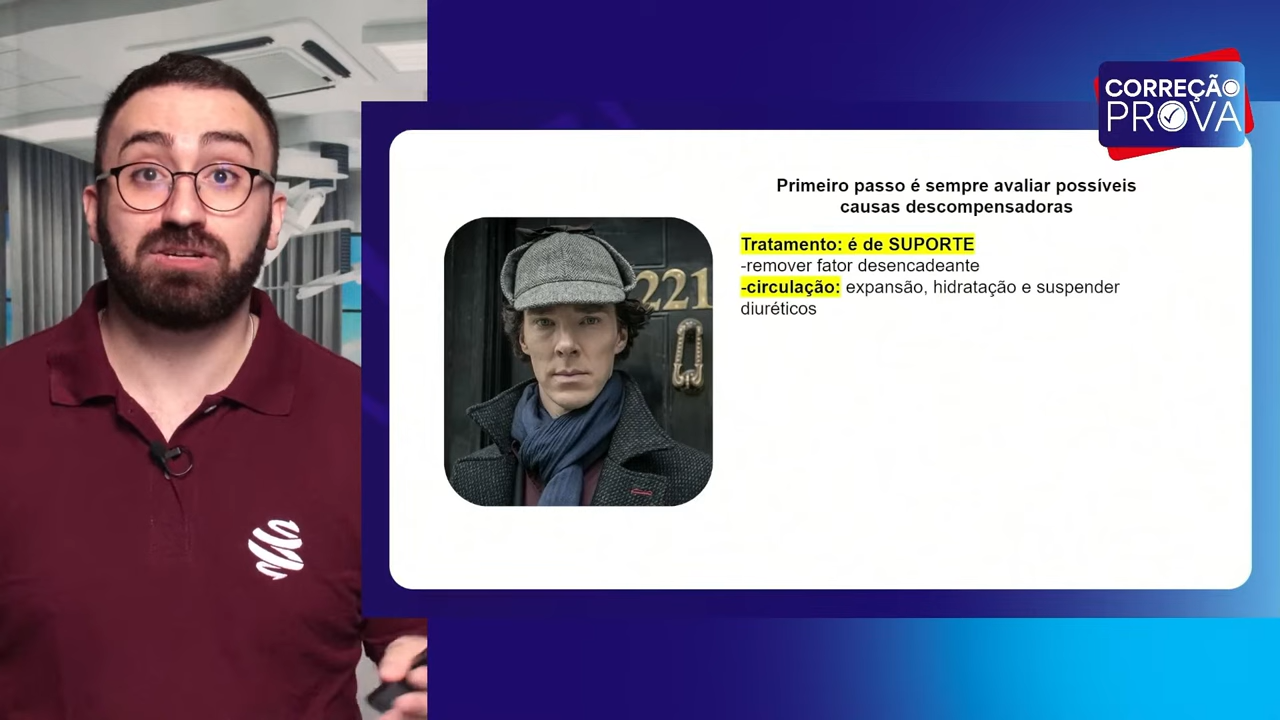 CORREÇÃO
PROVA
Primeiro passo é sempre avaliar possíveis
causas descompensadoras
Tratamento: é de SUPORTE
-remover fator desencadeante
-circulação: expansão, hidratação e suspender
diuréticos
221